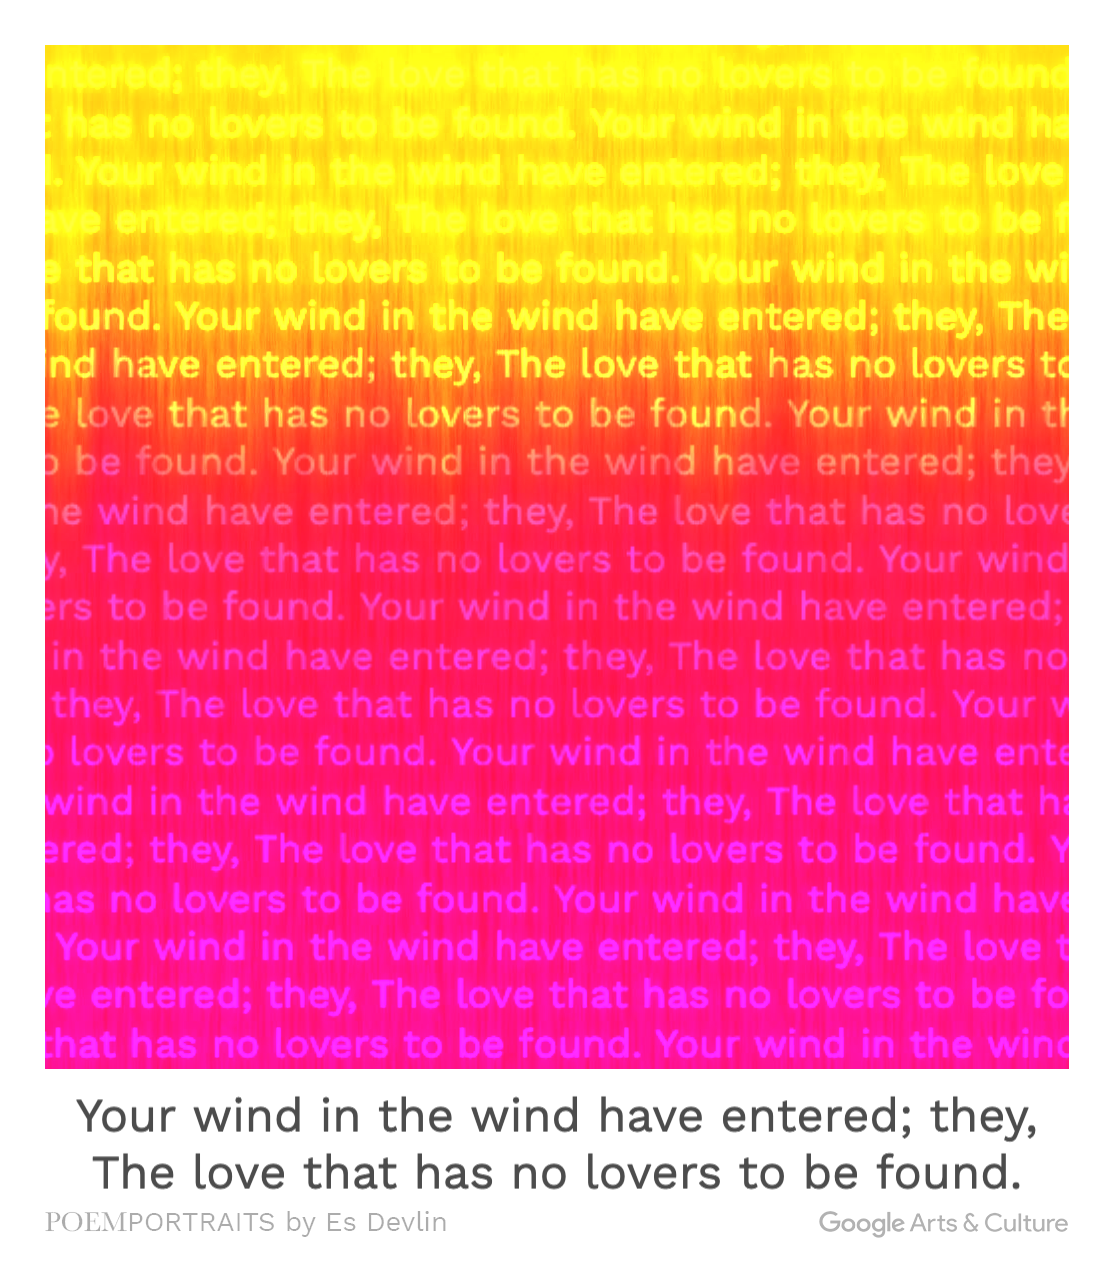 ntered; they, The love that has no lovers to be found
: has no lovers to be found. Your wind in the wind ha
l. Your wind in the wind have entered; they, The love
ave entered; they, The love that has no lovers to be f
e that has no lovers to be found. Your wind in the wi
found. Your wind in the wind have entered; they, The
ind have entered; they, The love that has no lovers to
e love that has no lovers to be found. Your wind in th
o be found. Your wind in the wind have entered; they
he wind have entered; they, The love that has no love
y, The love that has no lovers to be found. Your wind
ers to be found. Your wind in the wind have entered;
in the wind have entered; they, The love that has no
they, The love that has no lovers to be found. Your w
o lovers to be found. Your wind in the wind have ente
wind in the wind have entered; they, The love that ha
ered; they, The love that has no lovers to be found. Y
has no lovers to be found. Your wind in the wind have
Your wind in the wind have entered; they, The love t
ve entered; they, The love that has no lovers to be fo
that has no lovers to be found. Your wind in the wind
Your wind in the wind have entered; they,
The love that has no lovers to be found.
POEMPORTRAITS by Es Devlin
Google Arts & Culture